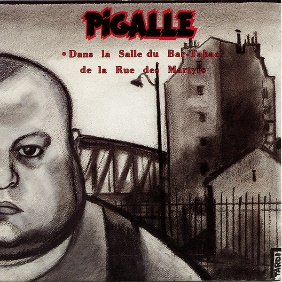 PiGALLE
• Dans la Salle du Bar-Tabac
de la Rue des Martyrs